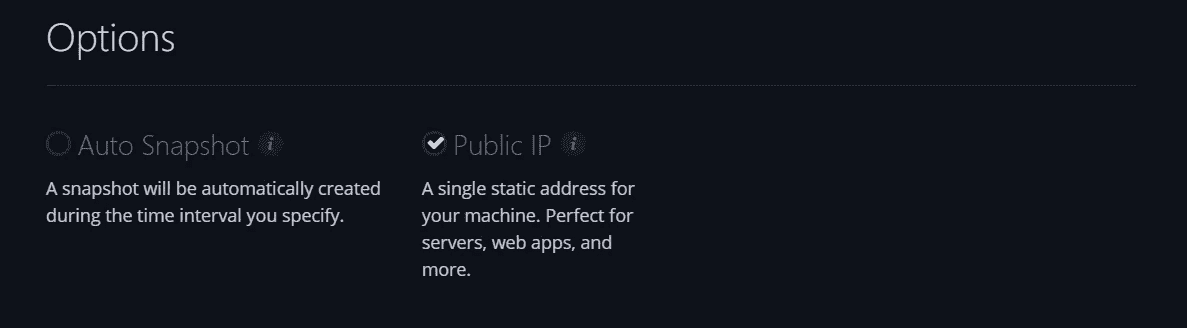 Options
Auto Snapshot i
Public IP i
A snapshot will be automatically created
during the time interval you specify.
A single static address for
your machine. Perfect for
servers, web apps, and
more.